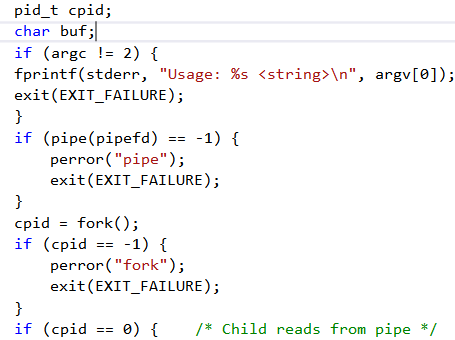 pid_t cpid;
char buf;
if (argc != 2) {
fprintf(stderr, "Usage: %s <string>\n", argv[0]);
exit(EXIT_FAILURE);
}
if (pipe(pipefd) == -1) {
    perror("pipe");
    exit(EXIT_FAILURE);
}
cpid = fork();
if (cpid == -1) {
    perror("fork");
    exit(EXIT_FAILURE);
}
if (cpid == 0) {    /* Child reads from pipe */